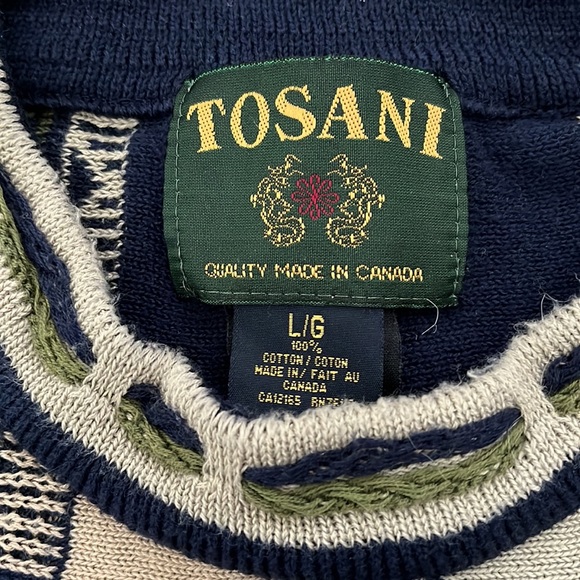 TOSANI
QUALITY MADE IN CANADA
L/G
100%
COTTON / COTON
MADE IN / FAIT AU
CANADA
CA12165